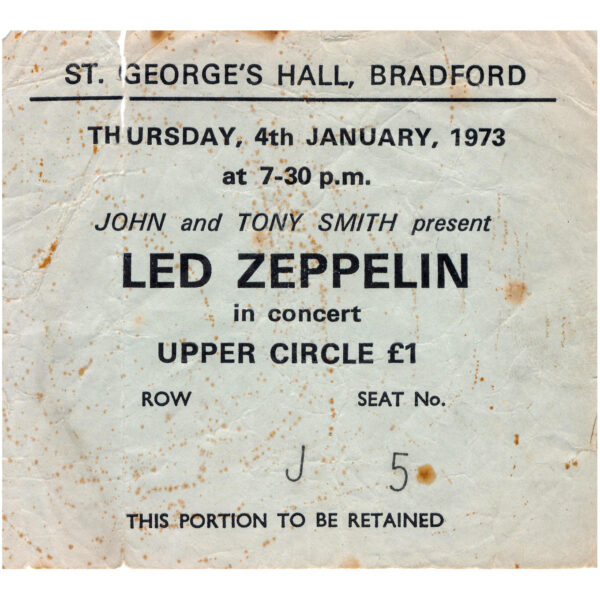 ST. GEORGE'S HALL, BRADFORD
THURSDAY, 4th JANUARY, 1973
at 7-30 p.m.
JOHN and TONY SMITH present
LED ZEPPELIN
in concert
UPPER CIRCLE £1
ROW SEAT No.
J 5
THIS PORTION TO BE RETAINED